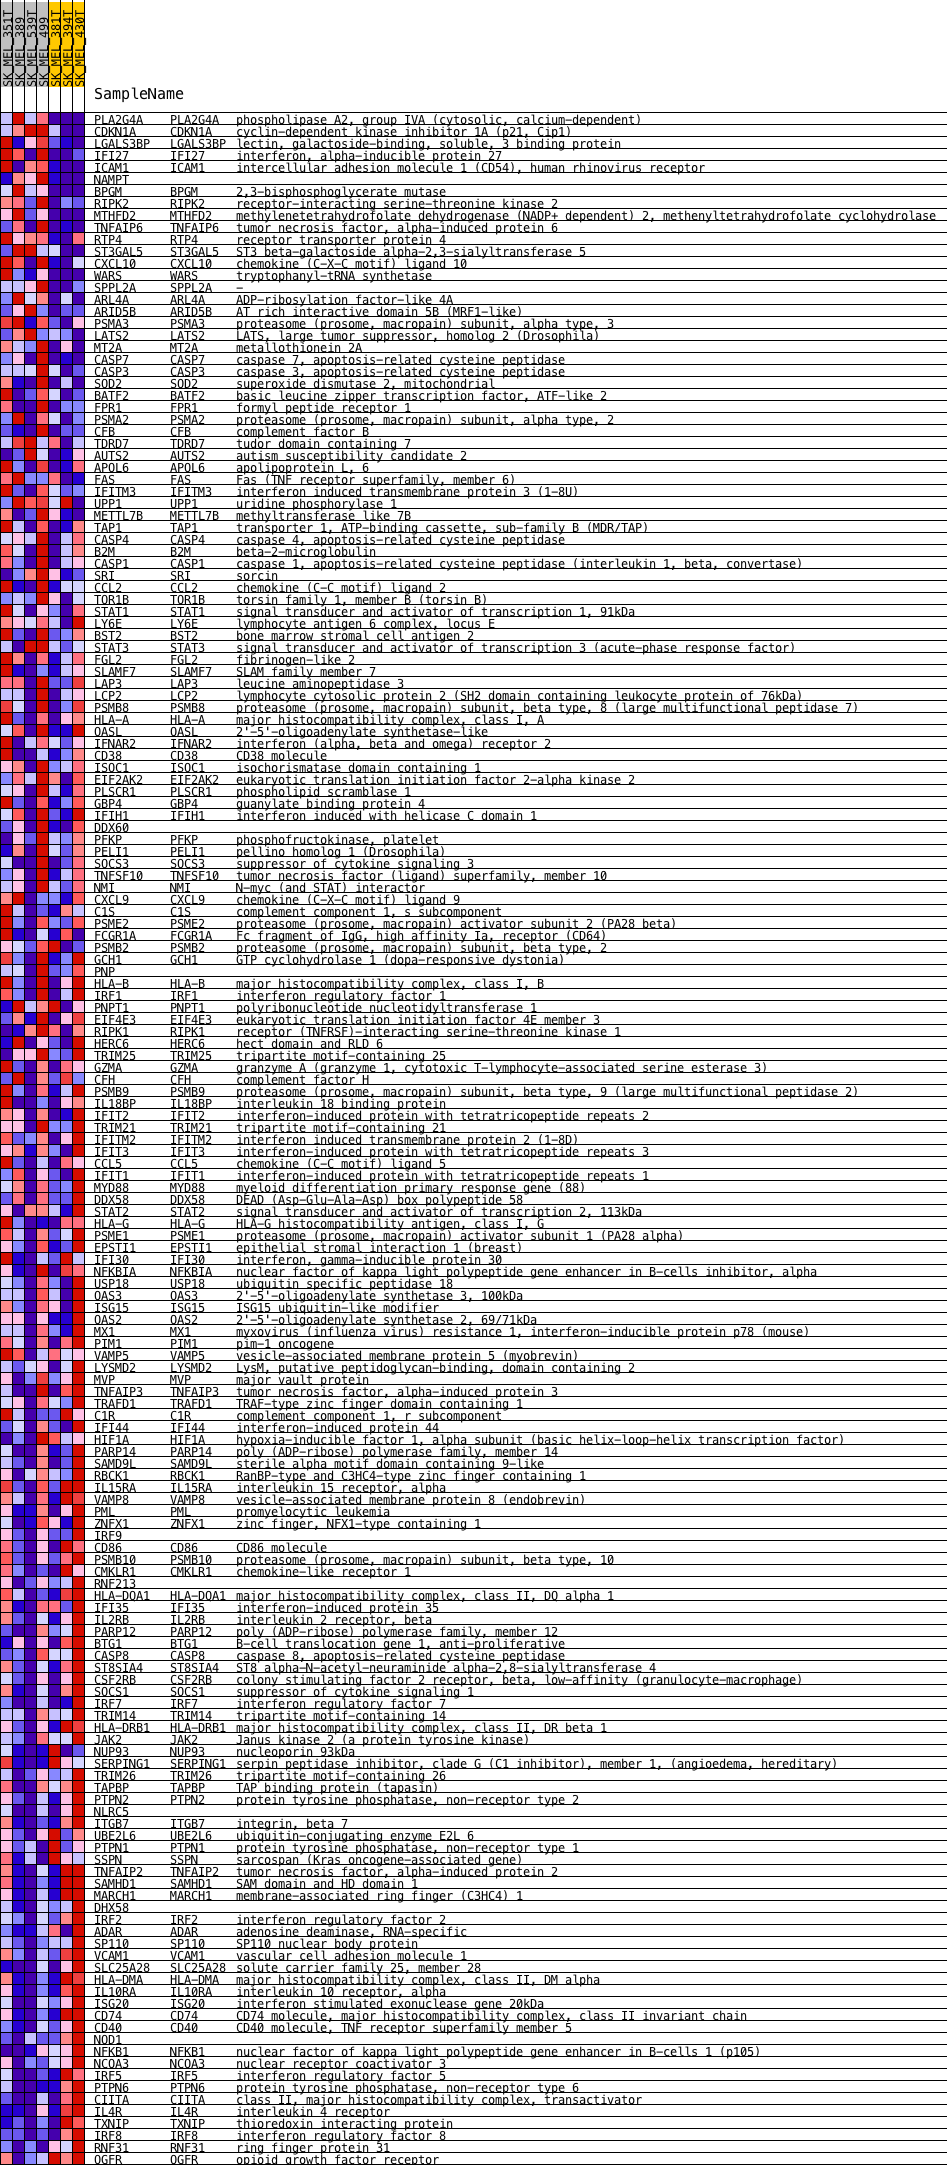 SK_MEL_351T
SK_MEL_389
SK_MEL_539T
SK_MEL_499
SK_MEL_381T
SK_MEL_394T
SK_MEL_430T
SampleName
PLA2G4A PLA2G4A phospholipase A2, group IVA (cytosolic, calcium-dependent)
CDKN1A CDKN1A cyclin-dependent kinase inhibitor 1A (p21, Cip1)
LGALS3BP LGALS3BP lectin, galactoside-binding, soluble, 3 binding protein
IFI27 IFI27 interferon, alpha-inducible protein 27
ICAM1 ICAM1 intercellular adhesion molecule 1 (CD54), human rhinovirus receptor
NAMPT
BPGM BPGM 2,3-bisphosphoglycerate mutase
RIPK2 RIPK2 receptor-interacting serine-threonine kinase 2
MTHFD2 MTHFD2 methylenetetrahydrofolate dehydrogenase (NADP+ dependent) 2, methenyltetrahydrofolate cyclohydrolase
TNFAIP6 TNFAIP6 tumor necrosis factor, alpha-induced protein 6
RTP4 RTP4 receptor transporter protein 4
ST3GAL5 ST3GAL5 ST3 beta-galactoside alpha-2,3-sialyltransferase 5
CXCL10 CXCL10 chemokine (C-X-C motif) ligand 10
WARS WARS tryptophanyl-tRNA synthetase
SPPL2A SPPL2A -
ARL4A ARL4A ADP-ribosylation factor-like 4A
ARID5B ARID5B AT rich interactive domain 5B (MRF1-like)
PSMA3 PSMA3 proteasome (prosome, macropain) subunit, alpha type, 3
LATS2 LATS2 LATS, large tumor suppressor, homolog 2 (Drosophila)
MT2A MT2A metallothionein 2A
CASP7 CASP7 caspase 7, apoptosis-related cysteine peptidase
CASP3 CASP3 caspase 3, apoptosis-related cysteine peptidase
SOD2 SOD2 superoxide dismutase 2, mitochondrial
BATF2 BATF2 basic leucine zipper transcription factor, ATF-like 2
FPR1 FPR1 formyl peptide receptor 1
PSMA2 PSMA2 proteasome (prosome, macropain) subunit, alpha type, 2
CFB CFB complement factor B
TDRD7 TDRD7 tudor domain containing 7
AUTS2 AUTS2 autism susceptibility candidate 2
APOL6 APOL6 apolipoprotein L, 6
FAS FAS Fas (TNF receptor superfamily, member 6)
IFITM3 IFITM3 interferon induced transmembrane protein 3 (1-8U)
UPP1 UPP1 uridine phosphorylase 1
METTL7B METTL7B methyltransferase like 7B
TAP1 TAP1 transporter 1, ATP-binding cassette, sub-family B (MDR/TAP)
CASP4 CASP4 caspase 4, apoptosis-related cysteine peptidase
B2M B2M beta-2-microglobulin
CASP1 CASP1 caspase 1, apoptosis-related cysteine peptidase (interleukin 1, beta, convertase)
SRI SRI sorcin
CCL2 CCL2 chemokine (C-C motif) ligand 2
TOR1B TOR1B torsin family 1, member B (torsin B)
STAT1 STAT1 signal transducer and activator of transcription 1, 91kDa
LY6E LY6E lymphocyte antigen 6 complex, locus E
BST2 BST2 bone marrow stromal cell antigen 2
STAT3 STAT3 signal transducer and activator of transcription 3 (acute-phase response factor)
FGL2 FGL2 fibrinogen-like 2
SLAMF7 SLAMF7 SLAM family member 7
LAP3 LAP3 leucine aminopeptidase 3
LCP2 LCP2 lymphocyte cytosolic protein 2 (SH2 domain containing leukocyte protein of 76kDa)
PSMB8 PSMB8 proteasome (prosome, macropain) subunit, beta type, 8 (large multifunctional peptidase 7)
HLA-A HLA-A major histocompatibility complex, class I, A
OASL OASL 2'-5'-oligoadenylate synthetase-like
IFNAR2 IFNAR2 interferon (alpha, beta and omega) receptor 2
CD38 CD38 CD38 molecule
ISOC1 ISOC1 isochorismatase domain containing 1
EIF2AK2 EIF2AK2 eukaryotic translation initiation factor 2-alpha kinase 2
PLSCR1 PLSCR1 phospholipid scramblase 1
GBP4 GBP4 guanylate binding protein 4
IFIH1 IFIH1 interferon induced with helicase C domain 1
DDX60
PFKP PFKP phosphofructokinase, platelet
PELI1 PELI1 pellino homolog 1 (Drosophila)
SOCS3 SOCS3 suppressor of cytokine signaling 3
TNFSF10 TNFSF10 tumor necrosis factor (ligand) superfamily, member 10
NMI NMI N-myc (and STAT) interactor
CXCL9 CXCL9 chemokine (C-X-C motif) ligand 9
C1S C1S complement component 1, s subcomponent
PSME2 PSME2 proteasome (prosome, macropain) activator subunit 2 (PA28 beta)
FCGR1A FCGR1A Fc fragment of IgG, high affinity Ia, receptor (CD64)
PSMB2 PSMB2 proteasome (prosome, macropain) subunit, beta type, 2
GCH1 GCH1 GTP cyclohydrolase 1 (dopa-responsive dystonia)
PNP
HLA-B HLA-B major histocompatibility complex, class I, B
IRF1 IRF1 interferon regulatory factor 1
PNPT1 PNPT1 polyribonucleotide nucleotidyltransferase 1
EIF4E3 EIF4E3 eukaryotic translation initiation factor 4E member 3
RIPK1 RIPK1 receptor (TNFRSF)-interacting serine-threonine kinase 1
HERC6 HERC6 hect domain and RLD 6
TRIM25 TRIM25 tripartite motif-containing 25
GZMA GZMA granzyme A (granzyme 1, cytotoxic T-lymphocyte-associated serine esterase 3)
CFH CFH complement factor H
PSMB9 PSMB9 proteasome (prosome, macropain) subunit, beta type, 9 (large multifunctional peptidase 2)
IL18BP IL18BP interleukin 18 binding protein
IFIT2 IFIT2 interferon-induced protein with tetratricopeptide repeats 2
TRIM21 TRIM21 tripartite motif-containing 21
IFITM2 IFITM2 interferon induced transmembrane protein 2 (1-8D)
IFIT3 IFIT3 interferon-induced protein with tetratricopeptide repeats 3
CCL5 CCL5 chemokine (C-C motif) ligand 5
IFIT1 IFIT1 interferon-induced protein with tetratricopeptide repeats 1
MYD88 MYD88 myeloid differentiation primary response gene (88)
DDX58 DDX58 DEAD (Asp-Glu-Ala-Asp) box polypeptide 58
STAT2 STAT2 signal transducer and activator of transcription 2, 113kDa
HLA-G HLA-G HLA-G histocompatibility antigen, class I, G
PSME1 PSME1 proteasome (prosome, macropain) activator subunit 1 (PA28 alpha)
EPSTI1 EPSTI1 epithelial stromal interaction 1 (breast)
IFI30 IFI30 interferon, gamma-inducible protein 30
NFKBIA NFKBIA nuclear factor of kappa light polypeptide gene enhancer in B-cells inhibitor, alpha
USP18 USP18 ubiquitin specific peptidase 18
OAS3 OAS3 2'-5'-oligoadenylate synthetase 3, 100kDa
ISG15 ISG15 ISG15 ubiquitin-like modifier
OAS2 OAS2 2'-5'-oligoadenylate synthetase 2, 69/71kDa
MX1 MX1 myxovirus (influenza virus) resistance 1, interferon-inducible protein p78 (mouse)
PIM1 PIM1 pim-1 oncogene
VAMP5 VAMP5 vesicle-associated membrane protein 5 (myobrevin)
LYSMD2 LYSMD2 LysM, putative peptidoglycan-binding, domain containing 2
MVP MVP major vault protein
TNFAIP3 TNFAIP3 tumor necrosis factor, alpha-induced protein 3
TRAFD1 TRAFD1 TRAF-type zinc finger domain containing 1
C1R C1R complement component 1, r subcomponent
IFI44 IFI44 interferon-induced protein 44
HIF1A HIF1A hypoxia-inducible factor 1, alpha subunit (basic helix-loop-helix transcription factor)
PARP14 PARP14 poly (ADP-ribose) polymerase family, member 14
SAMD9L SAMD9L sterile alpha motif domain containing 9-like
RBCK1 RBCK1 RanBP-type and C3HC4-type zinc finger containing 1
IL15RA IL15RA interleukin 15 receptor, alpha
VAMP8 VAMP8 vesicle-associated membrane protein 8 (endobrevin)
PML PML promyelocytic leukemia
ZNFX1 ZNFX1 zinc finger, NFX1-type containing 1
IRF9
CD86 CD86 CD86 molecule
PSMB10 PSMB10 proteasome (prosome, macropain) subunit, beta type, 10
CMKLR1 CMKLR1 chemokine-like receptor 1
RNF213
HLA-DOA1 HLA-DOA1 major histocompatibility complex, class II, DO alpha 1
IFI35 IFI35 interferon-induced protein 35
IL2RB IL2RB interleukin 2 receptor, beta
PARP12 PARP12 poly (ADP-ribose) polymerase family, member 12
BTG1 BTG1 B-cell translocation gene 1, anti-proliferative
CASP8 CASP8 caspase 8, apoptosis-related cysteine peptidase
ST8SIA4 ST8SIA4 ST8 alpha-N-acetyl-neuraminide alpha-2,8-sialyltransferase 4
CSF2RB CSF2RB colony stimulating factor 2 receptor, beta, low-affinity (granulocyte-macrophage)
SOCS1 SOCS1 suppressor of cytokine signaling 1
IRF7 IRF7 interferon regulatory factor 7
TRIM14 TRIM14 tripartite motif-containing 14
HLA-DRB1 HLA-DRB1 major histocompatibility complex, class II, DR beta 1
JAK2 JAK2 Janus kinase 2 (a protein tyrosine kinase)
NUP93 NUP93 nucleoporin 93kDa
SERPING1 SERPING1 serpin peptidase inhibitor, clade G (C1 inhibitor), member 1, (angioedema, hereditary)
TRIM26 TRIM26 tripartite motif-containing 26
TAPBP TAPBP TAP binding protein (tapasin)
PTPN2 PTPN2 protein tyrosine phosphatase, non-receptor type 2
NLRC5
ITGB7 ITGB7 integrin, beta 7
UBE2L6 UBE2L6 ubiquitin-conjugating enzyme E2L 6
PTPN1 PTPN1 protein tyrosine phosphatase, non-receptor type 1
SSPN SSPN sarcospan (Kras oncogene-associated gene)
TNFAIP2 TNFAIP2 tumor necrosis factor, alpha-induced protein 2
SAMHD1 SAMHD1 SAM domain and HD domain 1
MARCH1 MARCH1 membrane-associated ring finger (C3HC4) 1
DHX58
IRF2 IRF2 interferon regulatory factor 2
ADAR ADAR adenosine deaminase, RNA-specific
SP110 SP110 SP110 nuclear body protein
VCAM1 VCAM1 vascular cell adhesion molecule 1
SLC25A28 SLC25A28 solute carrier family 25, member 28
HLA-DMA HLA-DMA major histocompatibility complex, class II, DM alpha
IL10RA IL10RA interleukin 10 receptor, alpha
ISG20 ISG20 interferon stimulated exonuclease gene 20kDa
CD74 CD74 CD74 molecule, major histocompatibility complex, class II invariant chain
CD40 CD40 CD40 molecule, TNF receptor superfamily member 5
NOD1
NFKB1 NFKB1 nuclear factor of kappa light polypeptide gene enhancer in B-cells 1 (p105)
NCOA3 NCOA3 nuclear receptor coactivator 3
IRF5 IRF5 interferon regulatory factor 5
PTPN6 PTPN6 protein tyrosine phosphatase, non-receptor type 6
CIITA CIITA class II, major histocompatibility complex, transactivator
IL4R IL4R interleukin 4 receptor
TXNIP TXNIP thioredoxin interacting protein
IRF8 IRF8 interferon regulatory factor 8
RNF31 RNF31 ring finger protein 31
OGFR OGFR opioid growth factor receptor